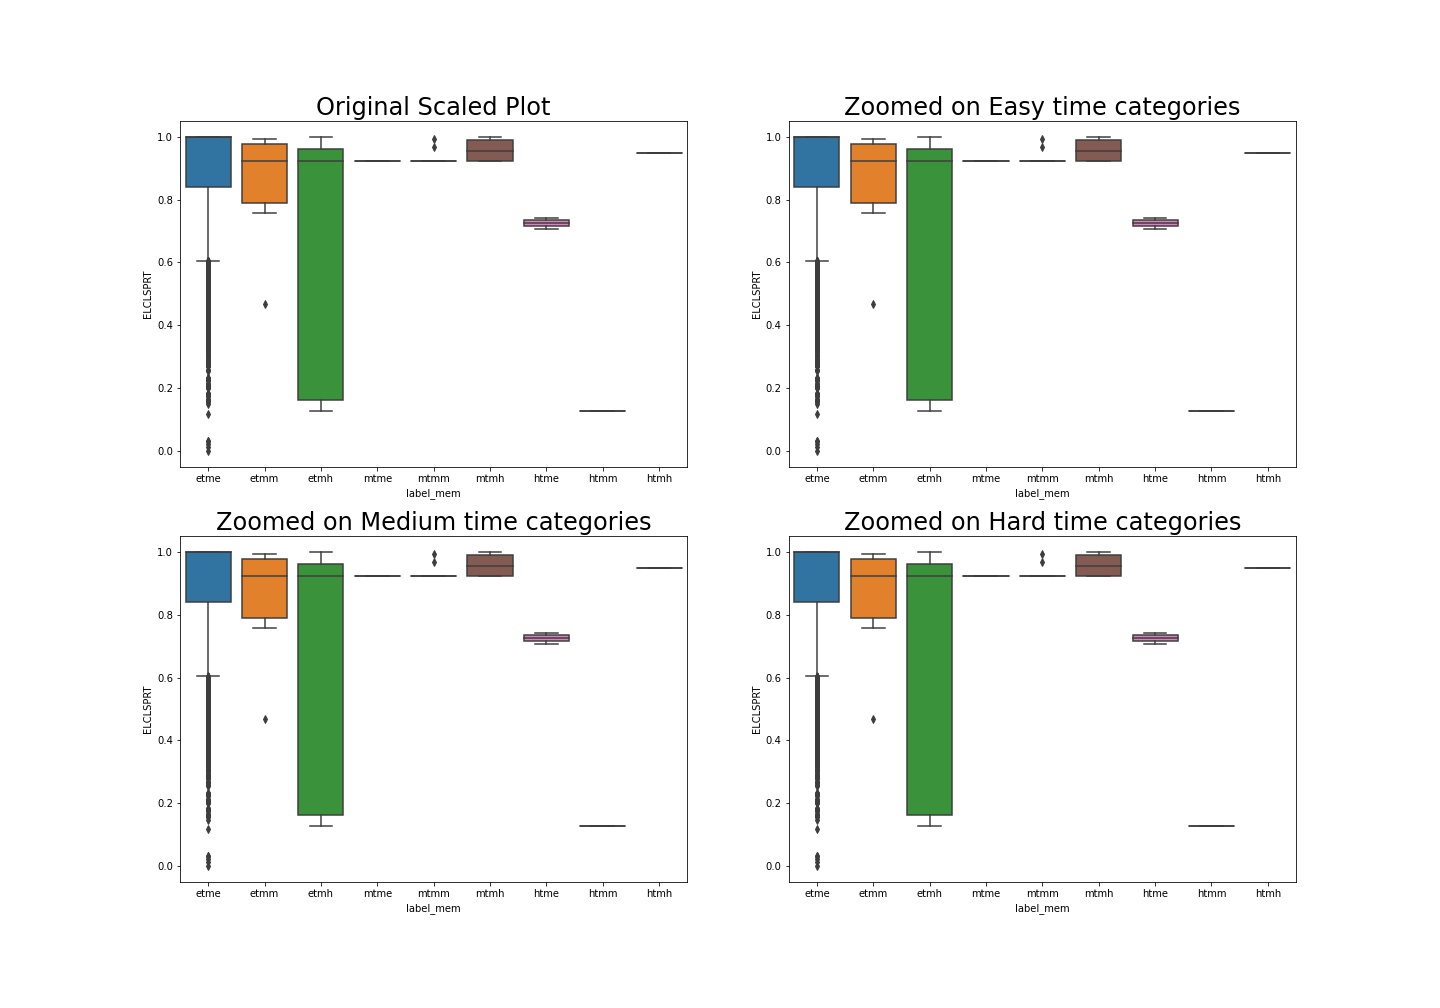 Original Scaled Plot
1.0
0.8
0.6
0.4
0.2
0.0
ELCLSPRT
etme etmm etmh mtme mtmm mtmh htme htmm htmh
label_mem
Zoomed on Easy time categories
1.0
0.8
0.6
0.4
0.2
0.0
ELCLSPRT
etme etmm etmh mtme mtmm mtmh htme htmm htmh
label_mem
Zoomed on Medium time categories
1.0
0.8
0.6
0.4
0.2
0.0
ELCLSPRT
etme etmm etmh mtme mtmm mtmh htme htmm htmh
label_mem
Zoomed on Hard time categories
1.0
0.8
0.6
0.4
0.2
0.0
ELCLSPRT
etme etmm etmh mtme mtmm mtmh htme htmm htmh
label_mem